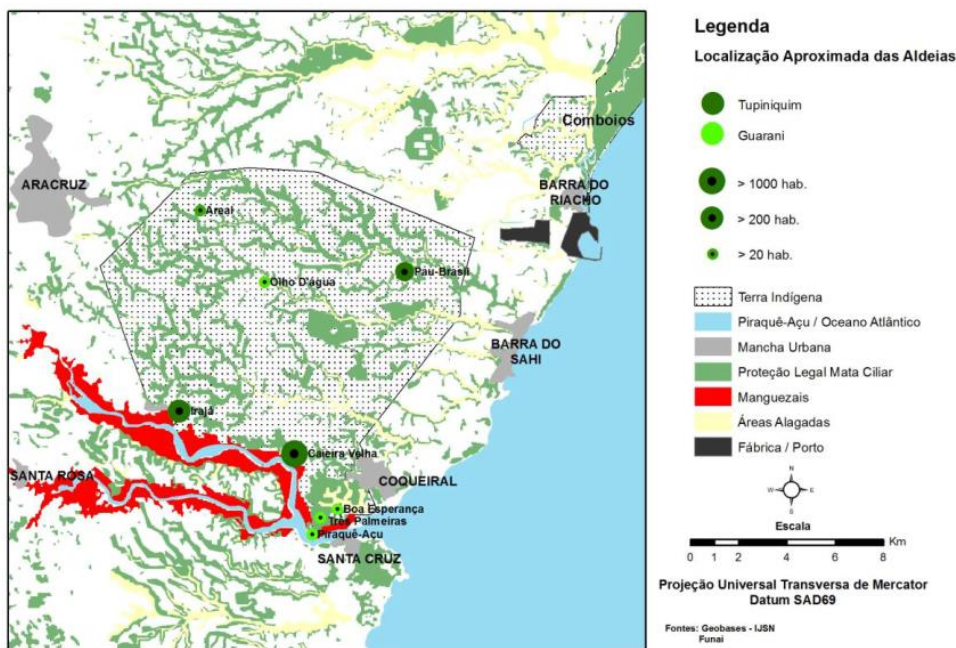 Comboios
ARACRUZ
BARRA DO
RIACHO
Areal
Pau-Brasil
Olho D'água
BARRA DO
SAHI
Irajá
Caieira Velha
SANTA ROSA
COQUEIRAL
Boa Esperança
Três Palmeiras
Piraquê-Açu
SANTA CRUZ
Legenda
Localização Aproximada das Aldeias
Tupiniquim
Guarani
> 1000 hab.
> 200 hab.
> 20 hab.
Terra Indígena
Piraquê-Açu / Oceano Atlântico
Mancha Urbana
Proteção Legal Mata Ciliar
Manguezais
Áreas Alagadas
Fábrica / Porto
N
W E
S
Escala
Km
0 1 2 4 6 8
Projeção Universal Transversa de Mercator
Datum SAD69
Fontes: Geobases - IJSN
Funai